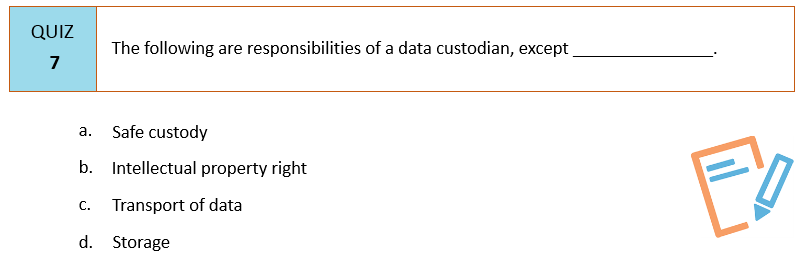 QUIZ
7
The following are responsibilities of a data custodian, except ________________.
a. Safe custody
b. Intellectual property right
c. Transport of data
d. Storage